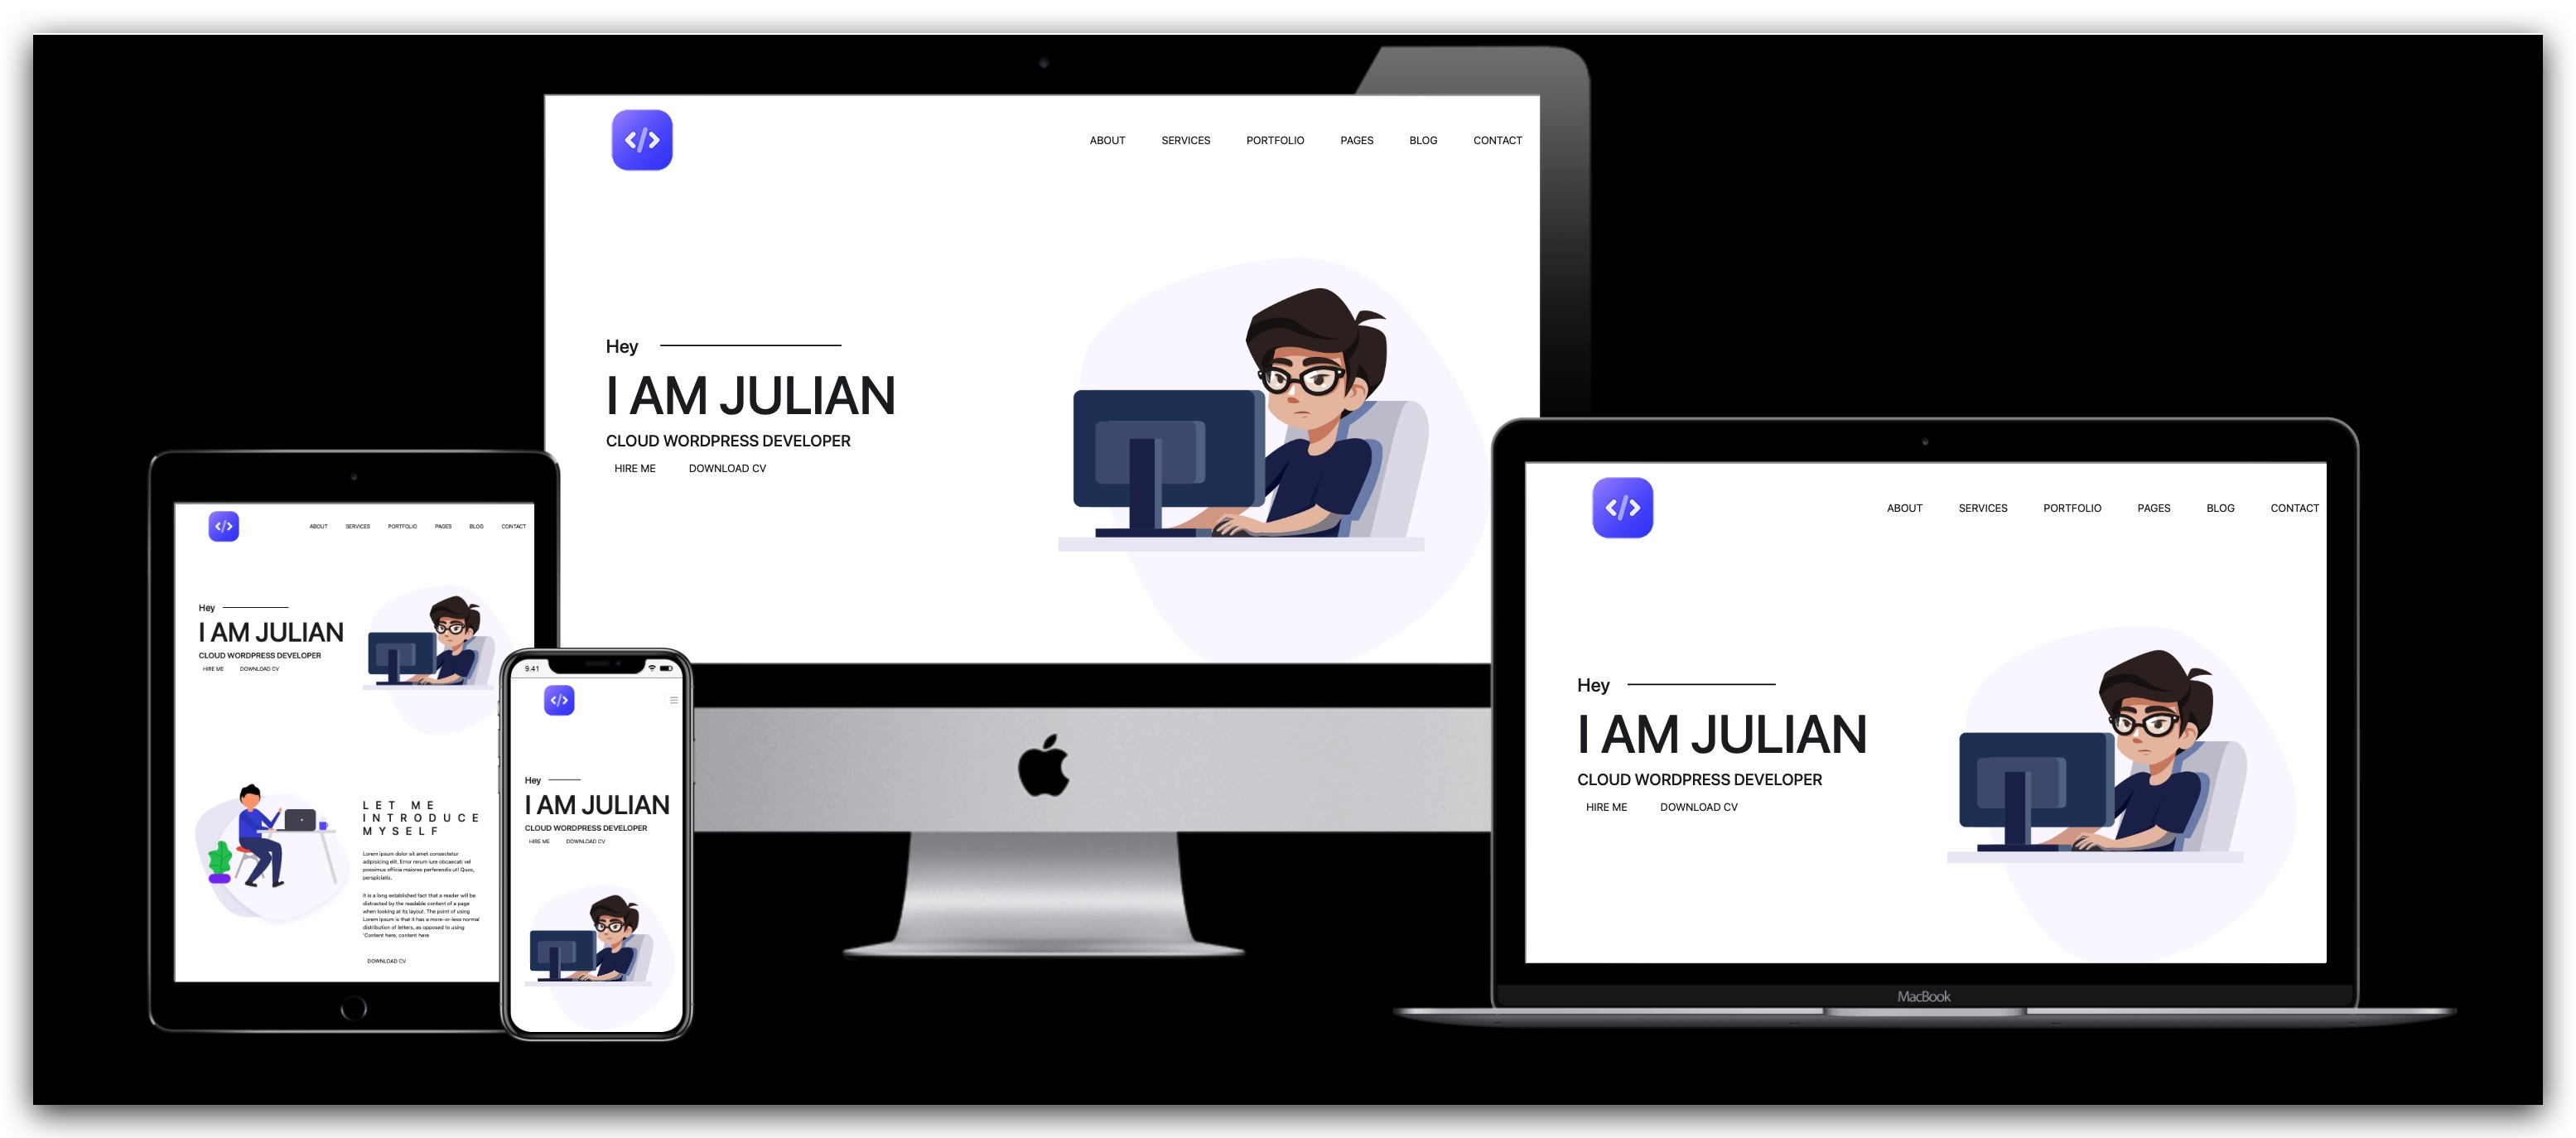 </>
ABOUT SERVICES PORTFOLIO PAGES BLOG CONTACT
Hey
I AM JULIAN
CLOUD WORDPRESS DEVELOPER
HIRE ME DOWNLOAD CV
</>
ABOUT SERVICES PORTFOLIO PAGES BLOG CONTACT
Hey
I AM JULIAN
CLOUD WORDPRESS DEVELOPER
HIRE ME DOWNLOAD CV
LET ME
INTRODUCE
MYSELF
Lorem ipsum dolor sit amet consectetur
adipisicing elit. Error rerum iure obcaecati vel
possimus officia maiores perferendis ut! Quos,
perspiciatis.
It is a long established fact that a reader will be
distracted by the readable content of a page
when looking at its layout. The point of using
Lorem Ipsum is that it has a more-or-less normal
distribution of letters, as opposed to using
'Content here, content here
DOWNLOAD CV
9.41
</>
Hey
I AM JULIAN
CLOUD WORDPRESS DEVELOPER
HIRE ME DOWNLOAD CV
</>
ABOUT SERVICES PORTFOLIO PAGES BLOG CONTACT
Hey
I AM JULIAN
CLOUD WORDPRESS DEVELOPER
HIRE ME DOWNLOAD CV
MacBook